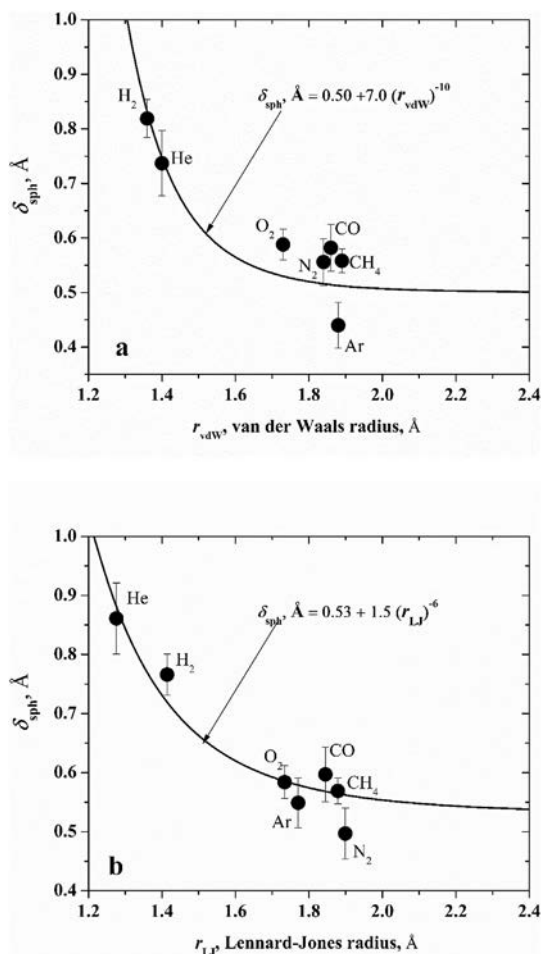 1.0
0.9
0.8
0.7
0.6
0.5
0.4
δsph, Å
H2
He
δsph, Å = 0.50 +7.0 (rvdW)^-10
O2
CO
N2
CH4
Ar
a
1.2 1.4 1.6 1.8 2.0 2.2 2.4
rvdW, van der Waals radius, Å
1.0
0.9
0.8
0.7
0.6
0.5
0.4
δsph, Å
He
H2
δsph, Å = 0.53 + 1.5 (rLJ)^-6
O2
CO
CH4
Ar
N2
b
1.2 1.4 1.6 1.8 2.0 2.2 2.4
rLJ, Lennard-Jones radius, Å